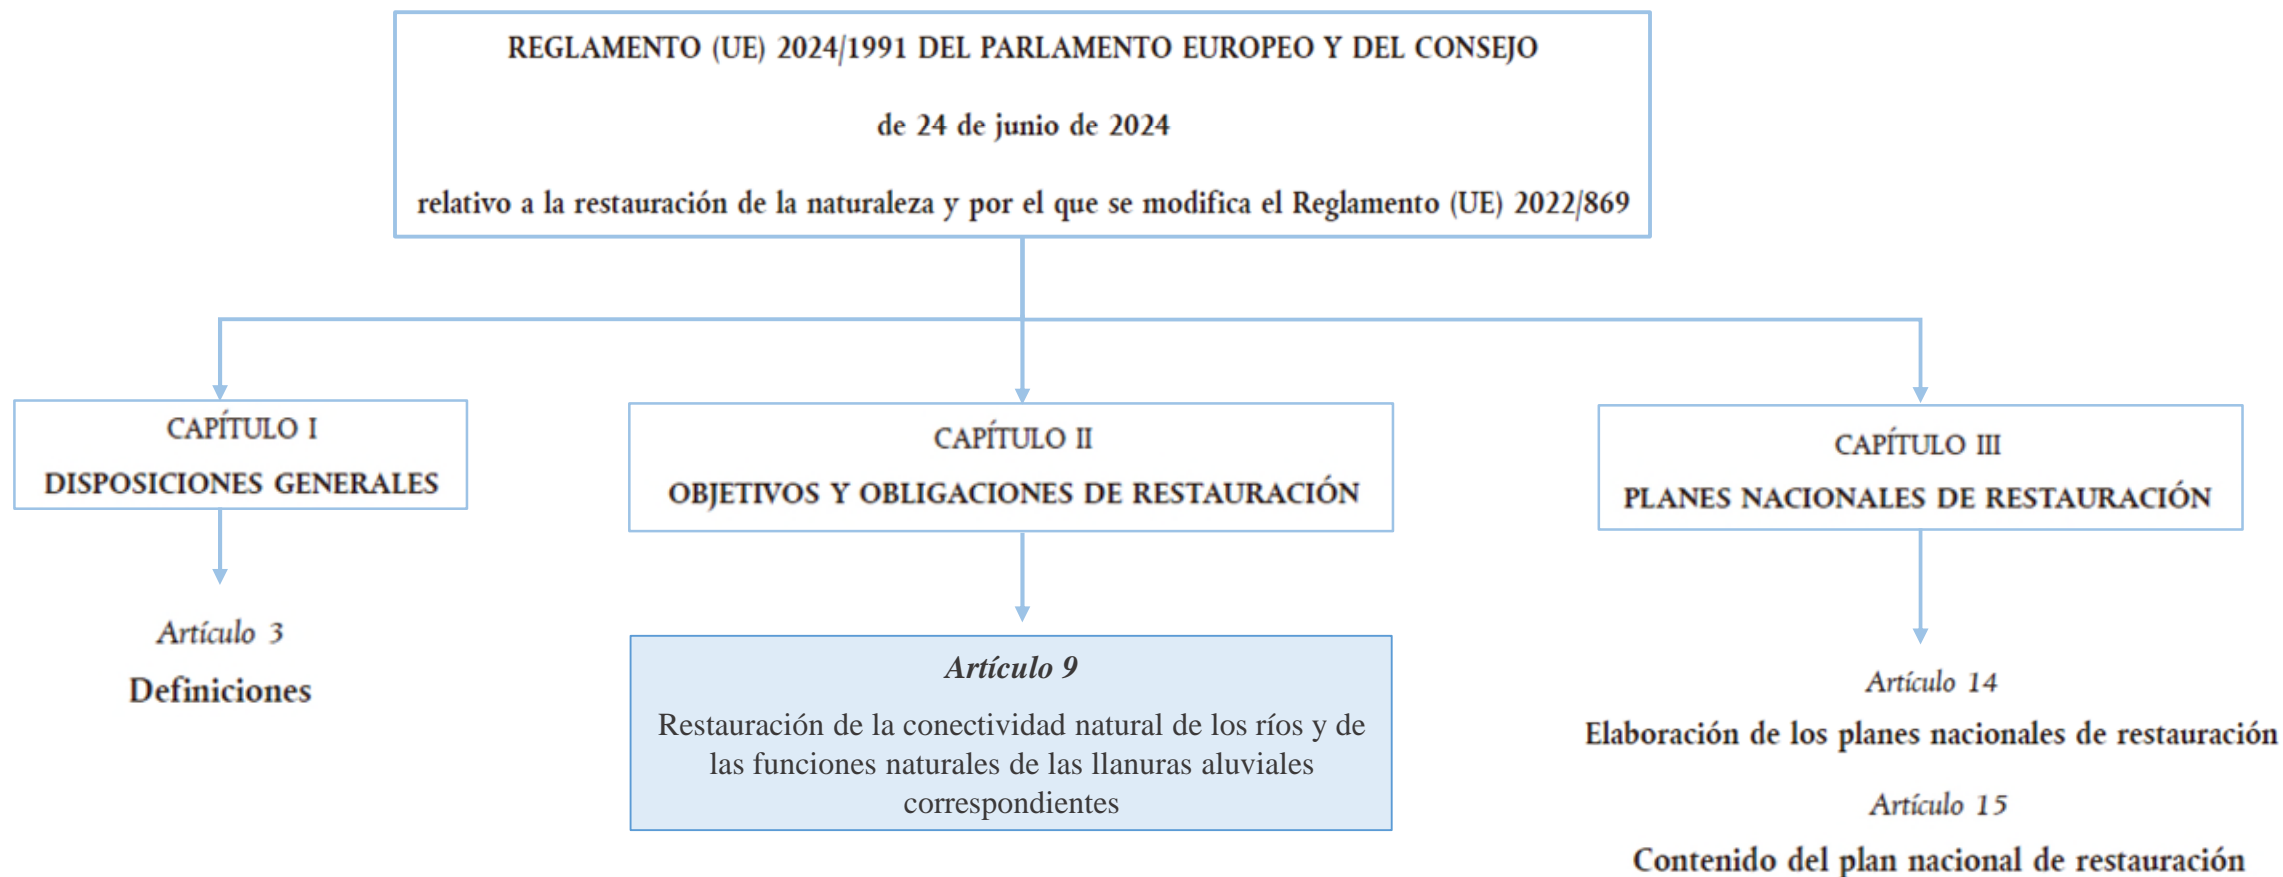 REGLAMENTO (UE) 2024/1991 DEL PARLAMENTO EUROPEO Y DEL CONSEJO
de 24 de junio de 2024
relativo a la restauración de la naturaleza y por el que se modifica el Reglamento (UE) 2022/869
CAPÍTULO I
DISPOSICIONES GENERALES
Artículo 3
Definiciones
CAPÍTULO II
OBJETIVOS Y OBLIGACIONES DE RESTAURACIÓN
Artículo 9
Restauración de la conectividad natural de los ríos y de
las funciones naturales de las llanuras aluviales
correspondientes
CAPÍTULO III
PLANES NACIONALES DE RESTAURACIÓN
Artículo 14
Elaboración de los planes nacionales de restauración
Artículo 15
Contenido del plan nacional de restauración